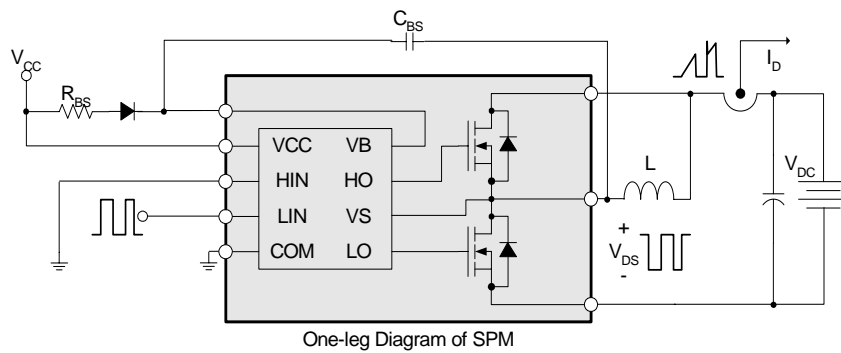 C_BS
V_CC
R_BS
I_D
VCC VB
HIN HO
LIN VS
COM LO
L
V_DC
+
V_DS
-
One-leg Diagram of SPM